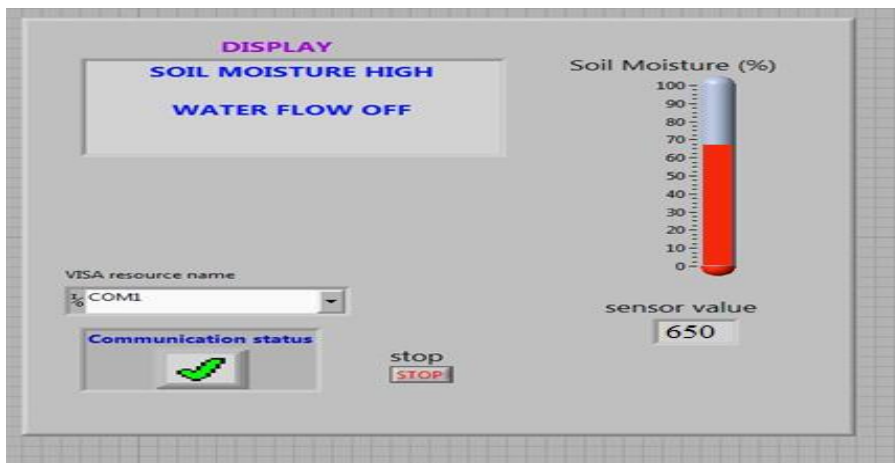 DISPLAY
SOIL MOISTURE HIGH
WATER FLOW OFF
Soil Moisture (%)
100
90
80
70
60
50
40
30
20
10
0
VISA resource name
I/O COM1
sensor value
650
Communication status
stop
STOP